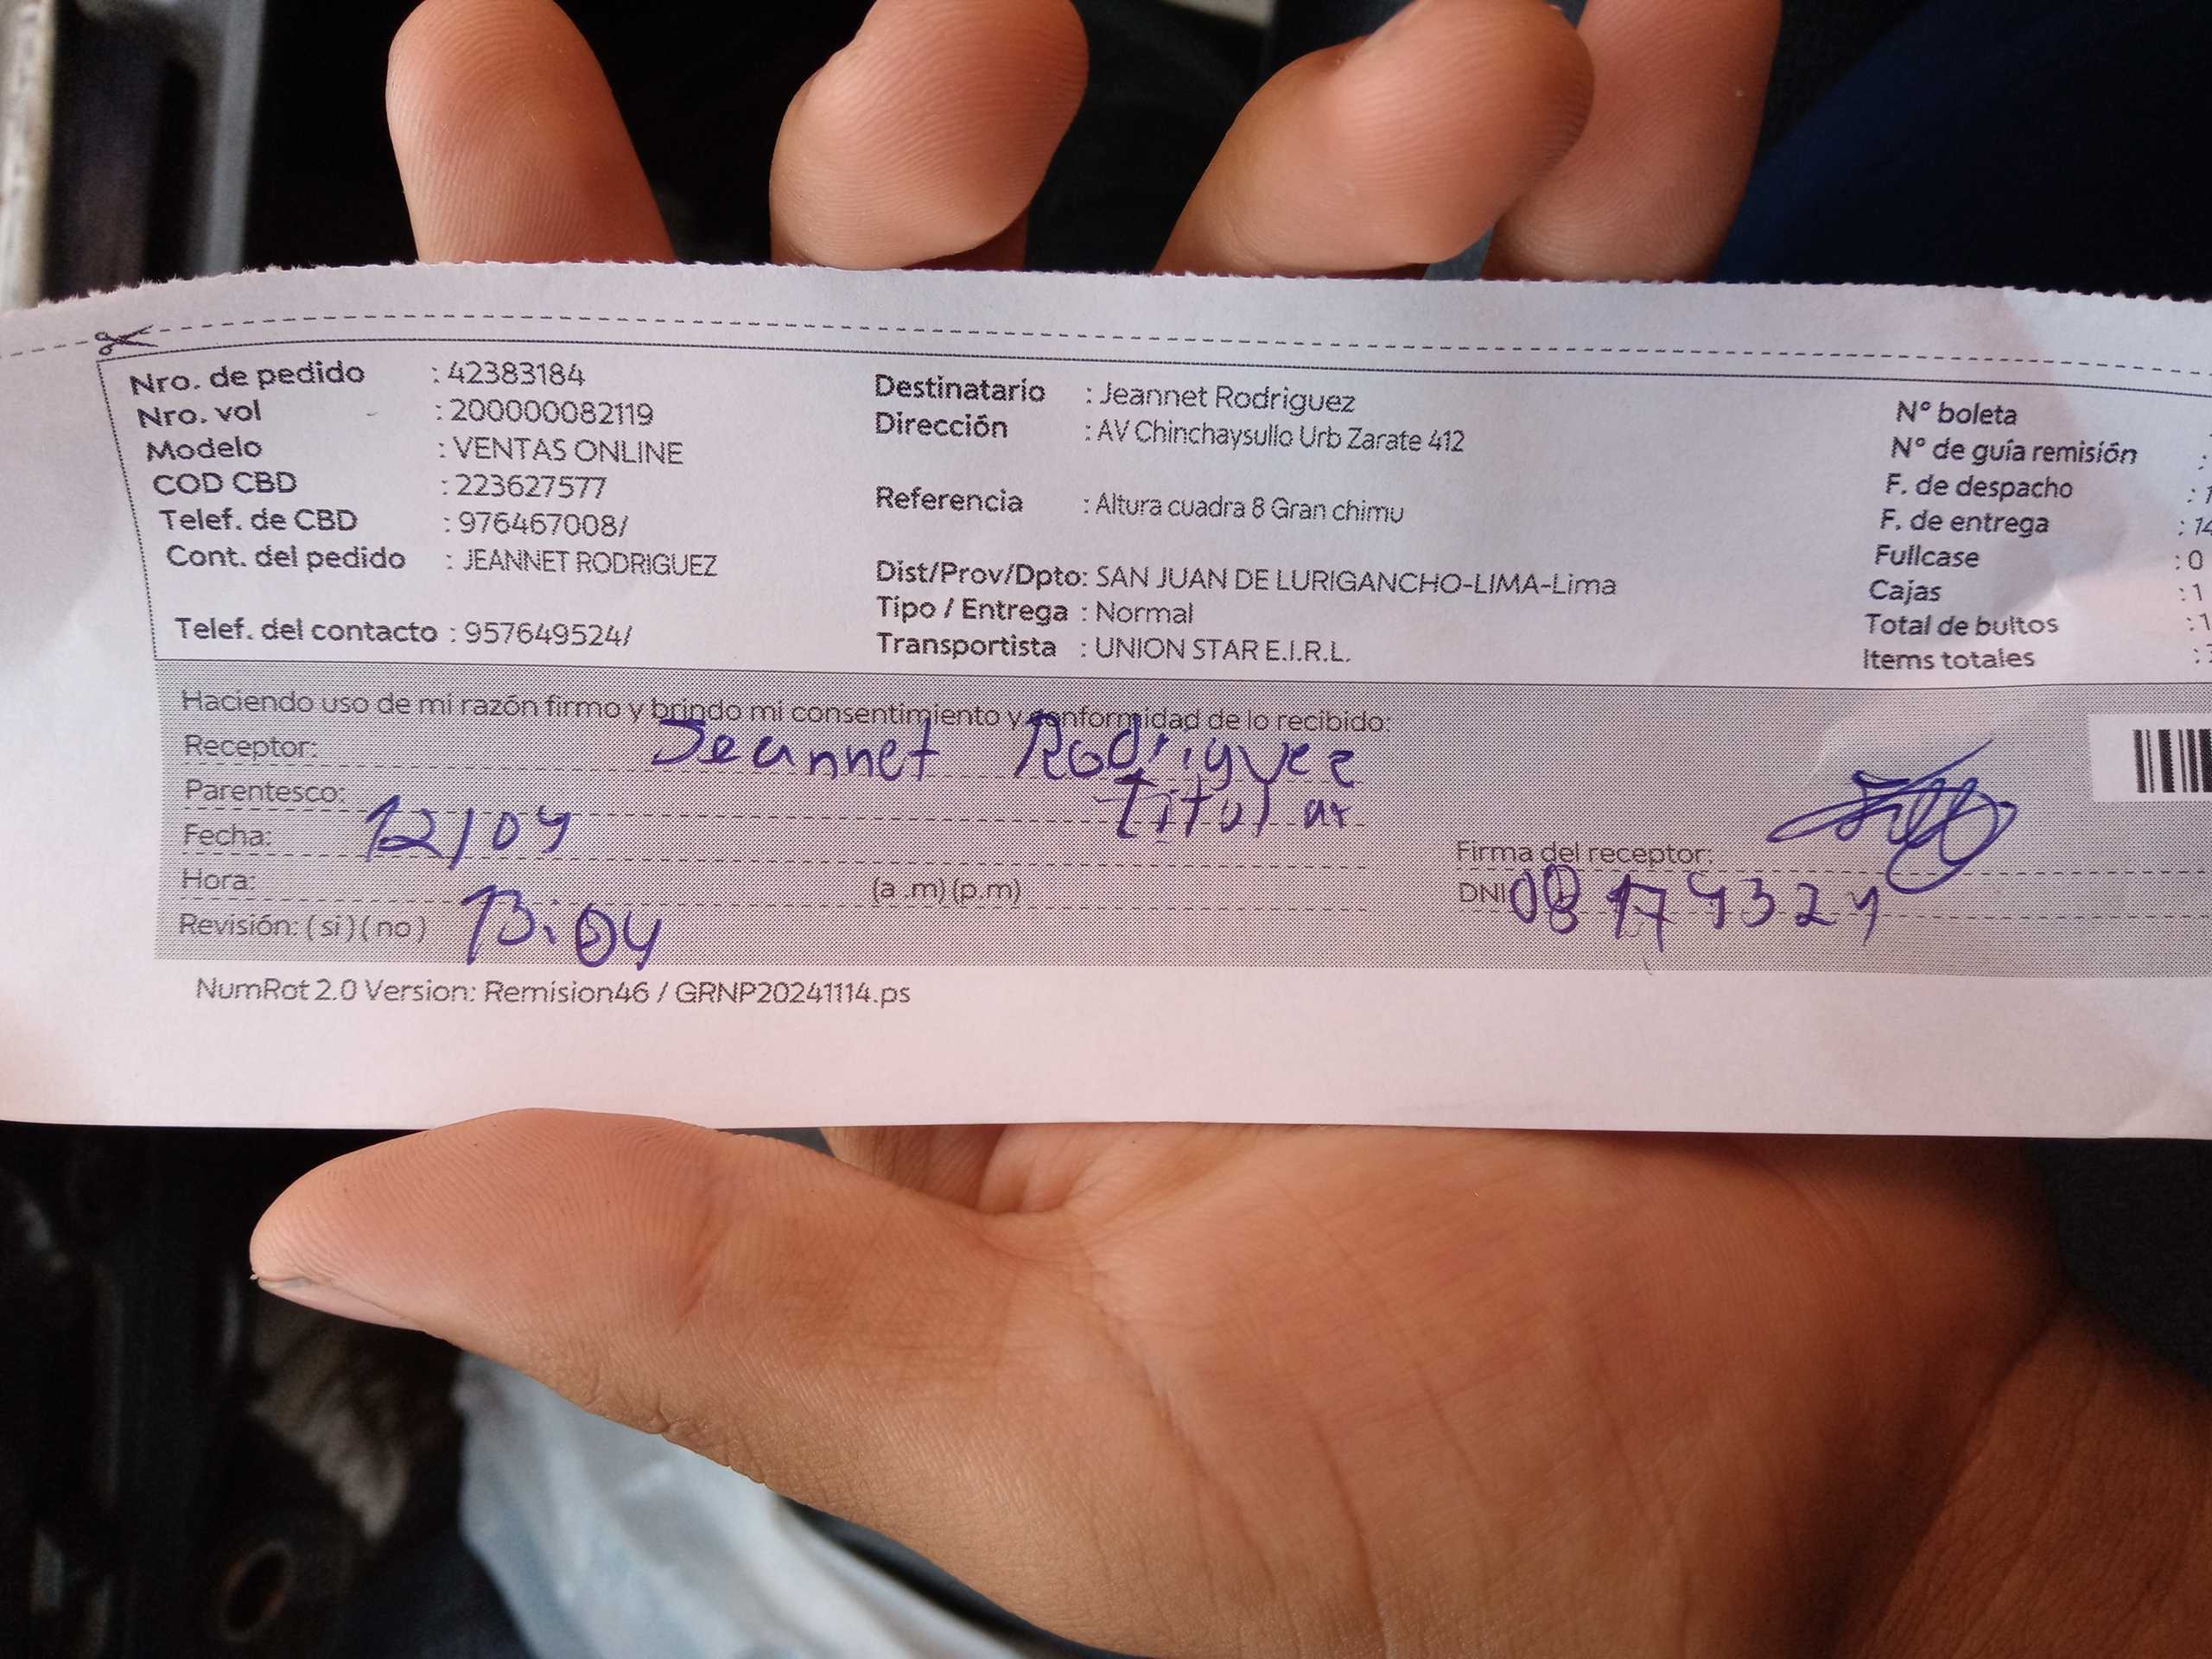 Nro. de pedido : 42383184
Nro. vol : 200000082119
Modelo : VENTAS ONLINE
COD CBD : 223627577
Telef. de CBD : 976467008/
Cont. del pedido : JEANNET RODRIGUEZ
Telef. del contacto : 957649524/
Destinatario : Jeannet Rodriguez
Dirección : AV Chinchaysullo Urb Zarate 412
Referencia : Altura cuadra 8 Gran chimu
Dist/Prov/Dpto: SAN JUAN DE LURIGANCHO-LIMA-Lima
Tipo / Entrega : Normal
Transportista : UNION STAR E.I.R.L.
N° boleta
N° de guía remisión :
F. de despacho : 1
F. de entrega : 14
Fullcase : 0
Cajas : 1
Total de bultos : 1
Items totales :
Haciendo uso de mi razón firmo y brindo mi consentimiento y conformidad de lo recibido:
Receptor: Jeannet Rodriguez
Parentesco: titular
Fecha: 12/04
Hora: (a .m) (p.m)
Revisión: ( si ) ( no ) 13:04
Firma del receptor:
DNI 08174321
NumRot 2.0 Version: Remision46 / GRNP20241114.ps